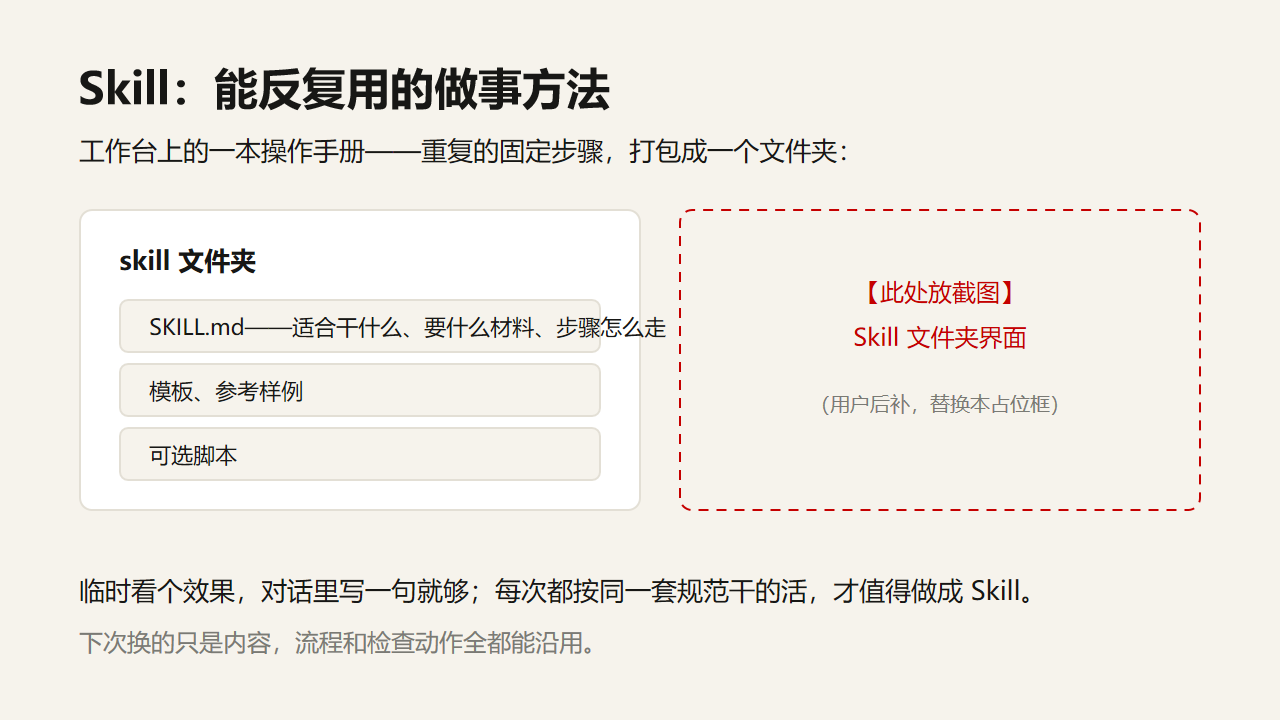 Skill：能反复用的做事方法
工作台上的一本操作手册——重复的固定步骤，打包成一个文件夹：
skill 文件夹
SKILL.md——适合干什么、要什么材料、步骤怎么走
模板、参考样例
可选脚本
【此处放截图】
Skill 文件夹界面
(用户后补，替换本占位框)
临时看个效果，对话里写一句就够；每次都按同一套规范干的活，才值得做成 Skill。
下次换的只是内容，流程和检查动作全都能沿用。